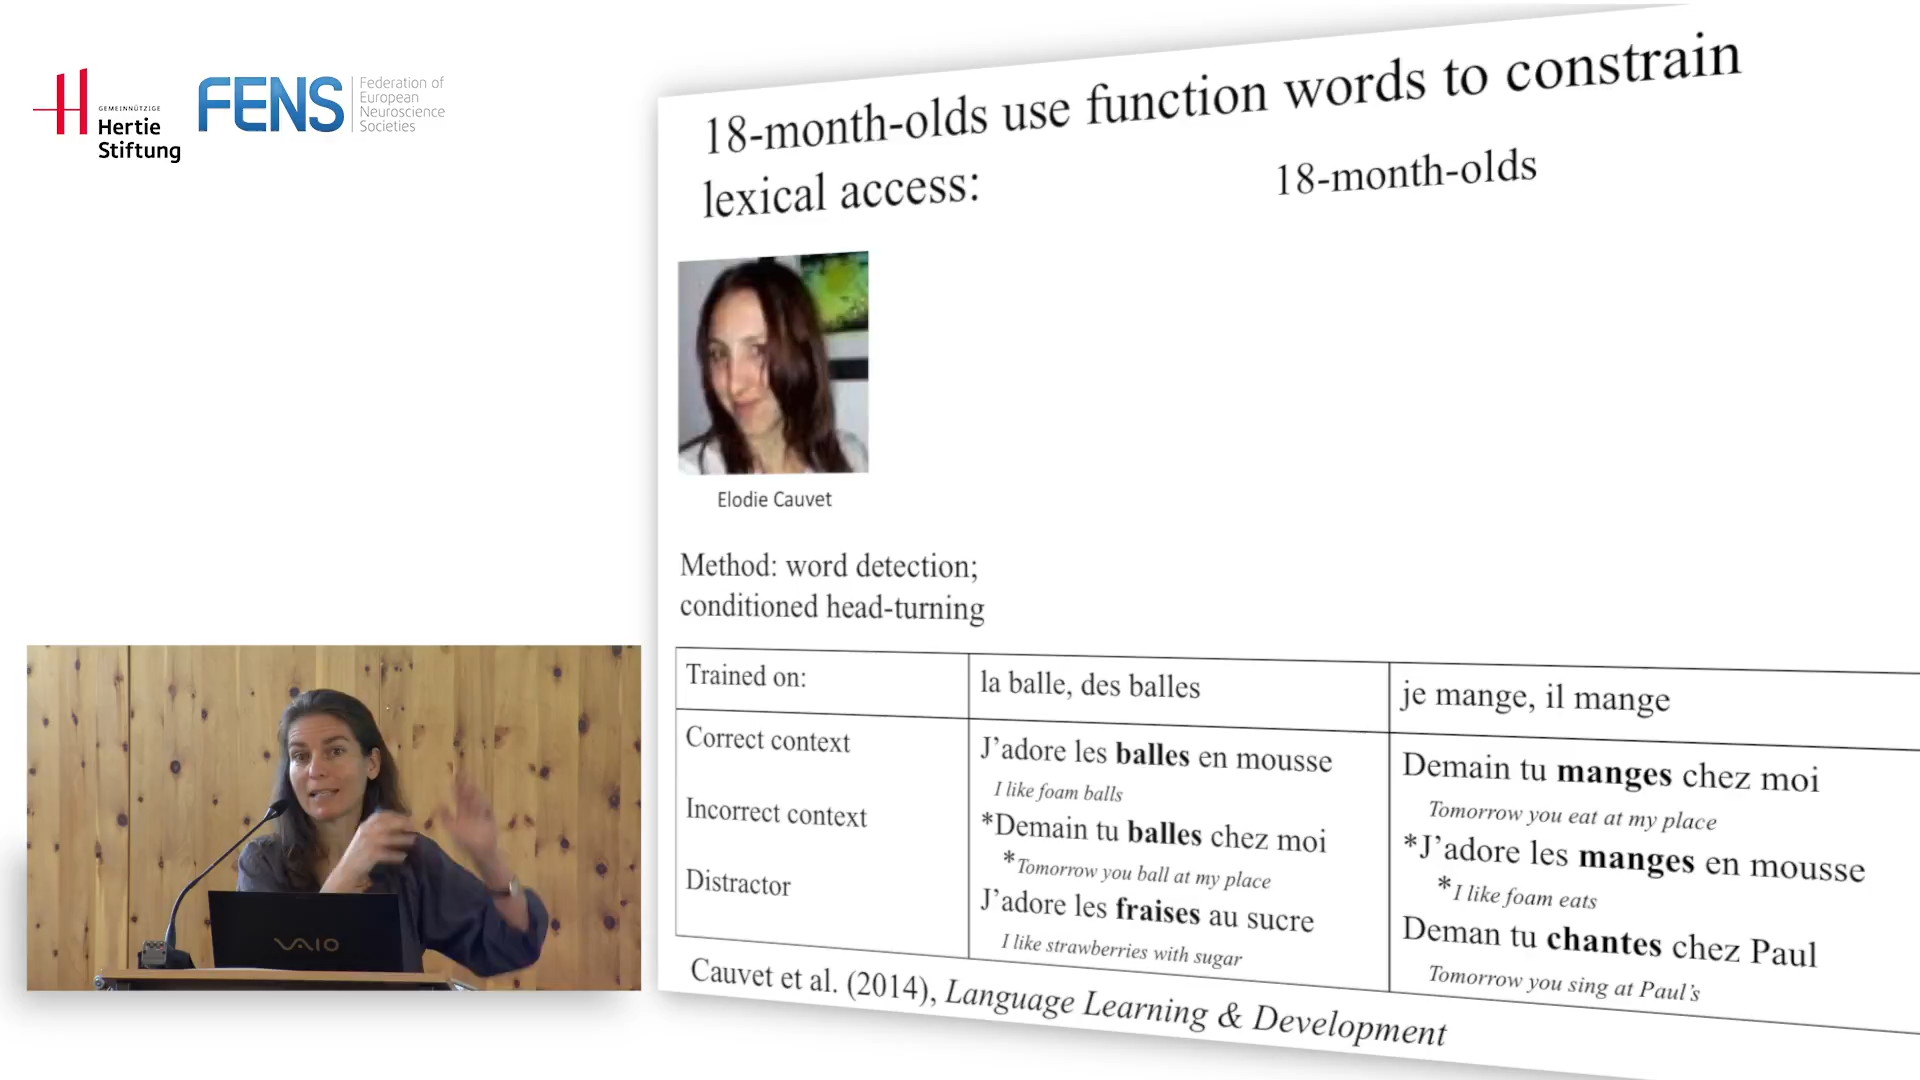 GEMEINNÜTZIGE
Hertie
Stiftung
FENS
Federation of
European
Neuroscience
Societies
18-month-olds use function words to constrain
lexical access:
18-month-olds
Elodie Cauvet
Method: word detection;
conditioned head-turning
Trained on:
la balle, des balles
je mange, il mange
Correct context
J'adore les balles en mousse
I like foam balls
Demain tu manges chez moi
Tomorrow you eat at my place
Incorrect context
*Demain tu balles chez moi
*Tomorrow you ball at my place
*J'adore les manges en mousse
*I like foam eats
Distractor
J'adore les fraises au sucre
I like strawberries with sugar
Deman tu chantes chez Paul
Tomorrow you sing at Paul's
Cauvet et al. (2014), Language Learning & Development
VAIO